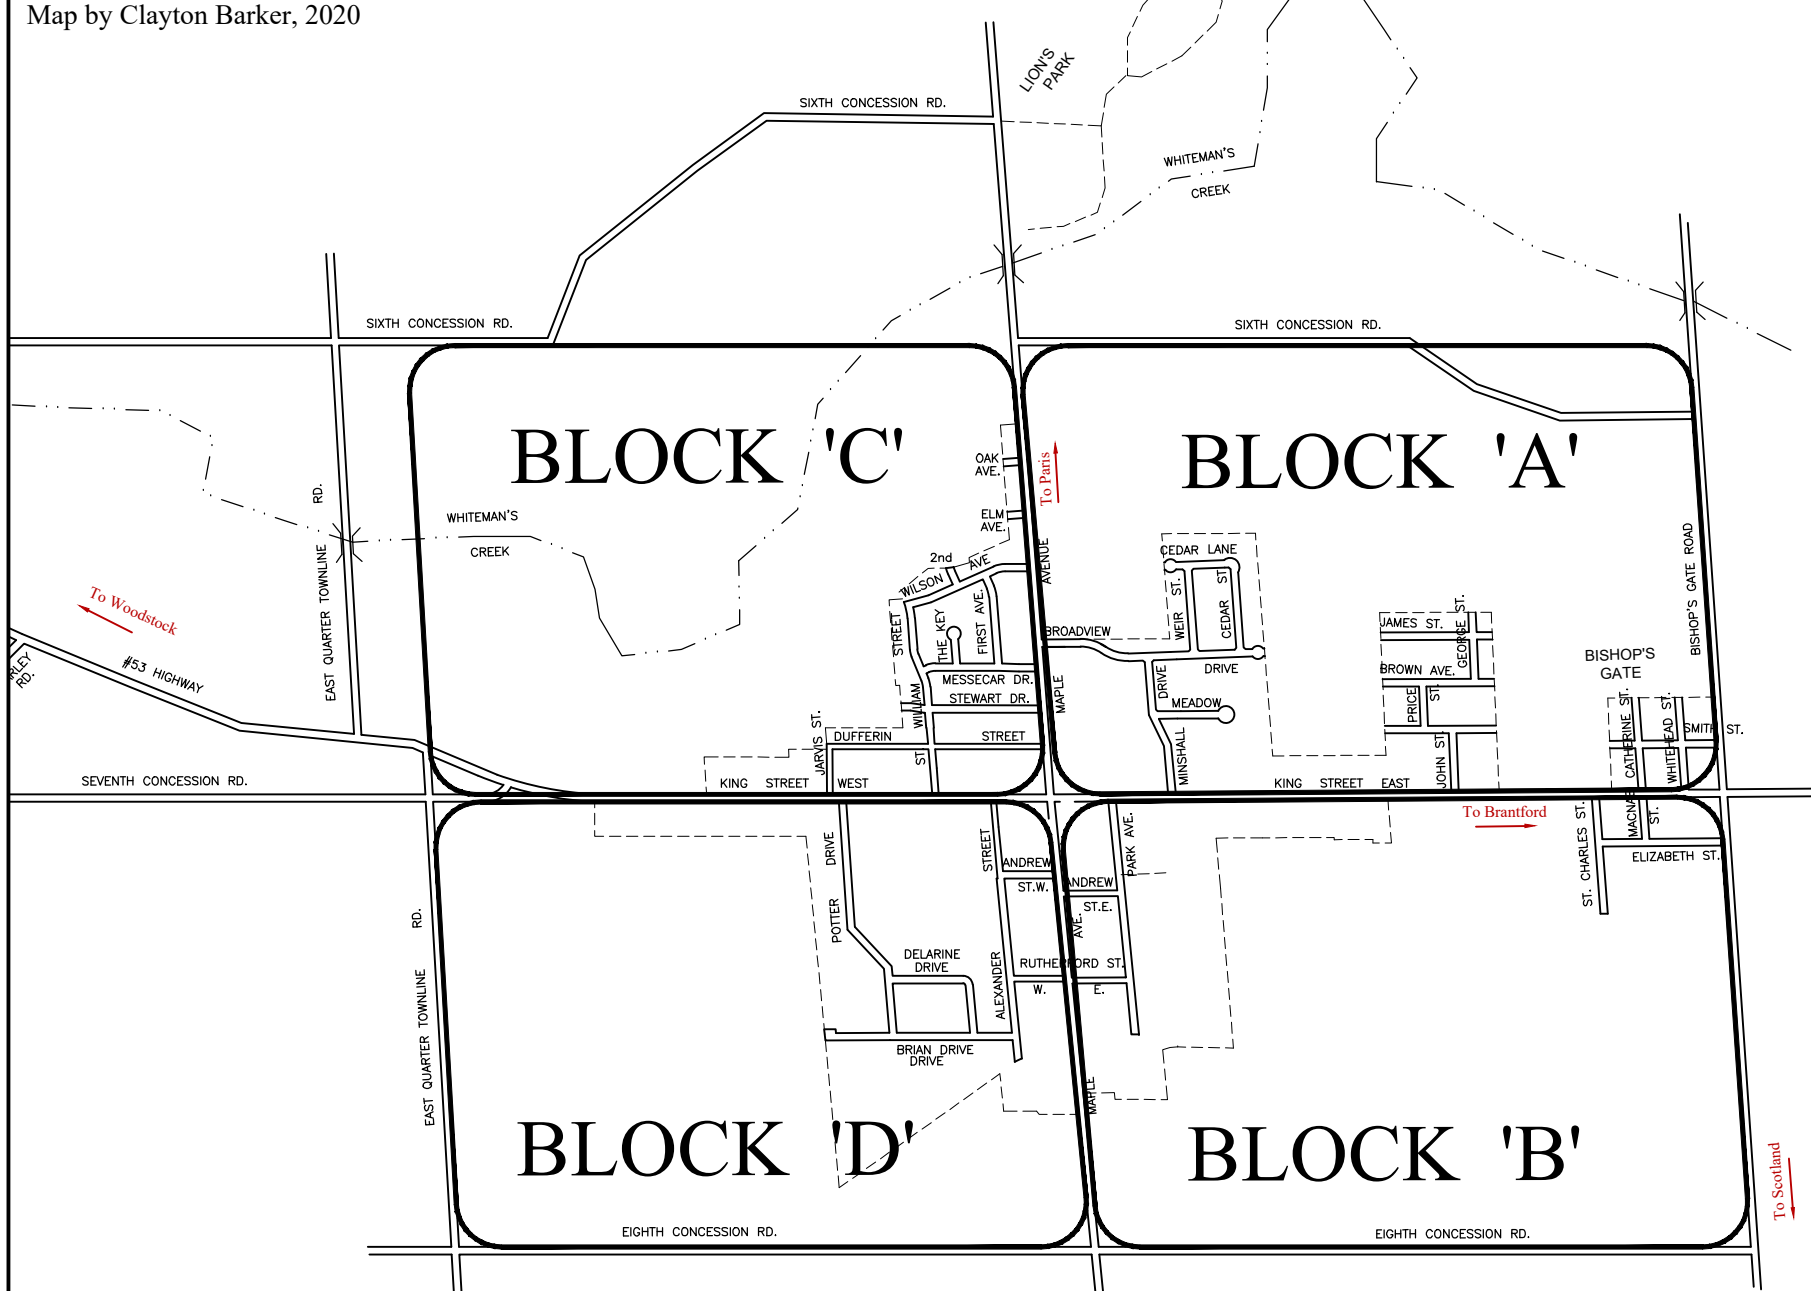 Map by Clayton Barker, 2020
LION'S
PARK
SIXTH CONCESSION RD.
WHITEMAN'S
CREEK
SIXTH CONCESSION RD.
SIXTH CONCESSION RD.
BLOCK 'C'
BLOCK 'A'
OAK
AVE.
To Paris
ELM
AVE.
WHITEMAN'S
CREEK
EAST QUARTER TOWNLINE RD.
BISHOP'S GATE ROAD
2nd
WILSON AVE
MAPLE AVENUE
CEDAR LANE
WEIR ST.
CEDAR ST.
To Woodstock
#53 HIGHWAY
RLEY
RD.
WILLIAM STREET
THE KEY
FIRST AVE.
BROADVIEW DRIVE
JAMES ST.
GEORGE ST.
BROWN AVE.
PRICE ST.
BISHOP'S
GATE
MESSECAR DR.
STEWART DR.
MINSHALL DRIVE
MEADOW
JARVIS ST.
DUFFERIN STREET
ST.
JOHN ST.
MACNAB ST.
CATHERINE ST.
WHITEHEAD ST.
SMITH ST.
SEVENTH CONCESSION RD.
KING STREET WEST
KING STREET EAST
To Brantford
POTTER DRIVE
ALEXANDER STREET
ANDREW
ST.W.
ANDREW
ST.E.
PARK AVE.
ST. CHARLES ST.
ELIZABETH ST.
EAST QUARTER TOWNLINE RD.
DELARINE
DRIVE
RUTHERFORD ST.
W. E.
BRIAN DRIVE
DRIVE
MAPLE AVE.
BLOCK 'D'
BLOCK 'B'
To Scotland
EIGHTH CONCESSION RD.
EIGHTH CONCESSION RD.